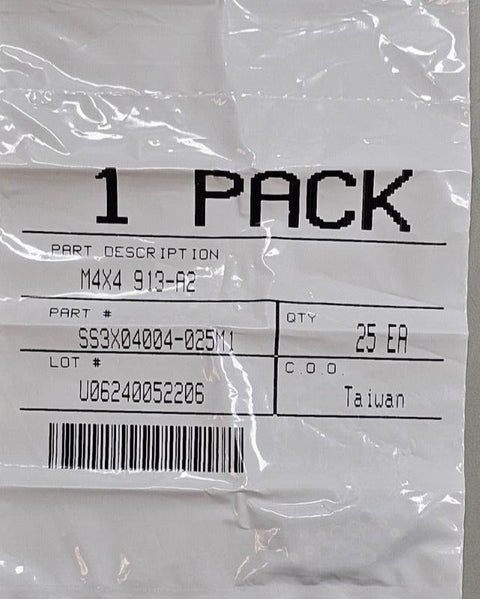 1 PACK
PART DESCRIPTION
M4X4 913-A2
PART #
SS3X04004-025M1
QTY
25 EA
LOT #
U06240052206
C.O.O.
Taiwan